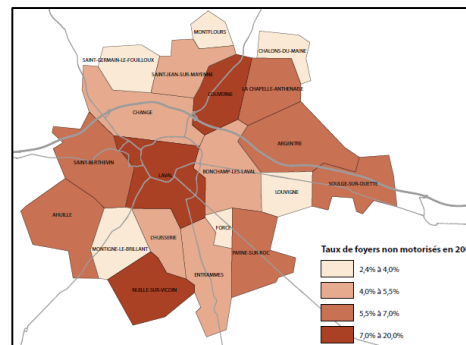 MONTFLOURS
CHALONS-DU-MAINE
SAINT-GERMAIN-LE-FOUILLOUX
SAINT-JEAN-SUR-MAYENNE
LOUVERNE
LA CHAPELLE-ANTHENAISE
CHANGE
ARGENTRE
SAINT-BERTHEVIN
LAVAL
BONCHAMP-LES-LAVAL
LOUVIGNE
SOULGE-SUR-OUETTE
AHUILLE
FORCE
MONTIGNE-LE-BRILLANT
L'HUISSERIE
PARNE-SUR-ROC
ENTRAMMES
NUILLE-SUR-VICOIN
Taux de foyers non motorisés en 200
2,4% à 4,0%
4,0% à 5,5%
5,5% à 7,0%
7,0% à 20,0%